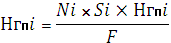 Нгпi = Ni × Si × Нгпi / F